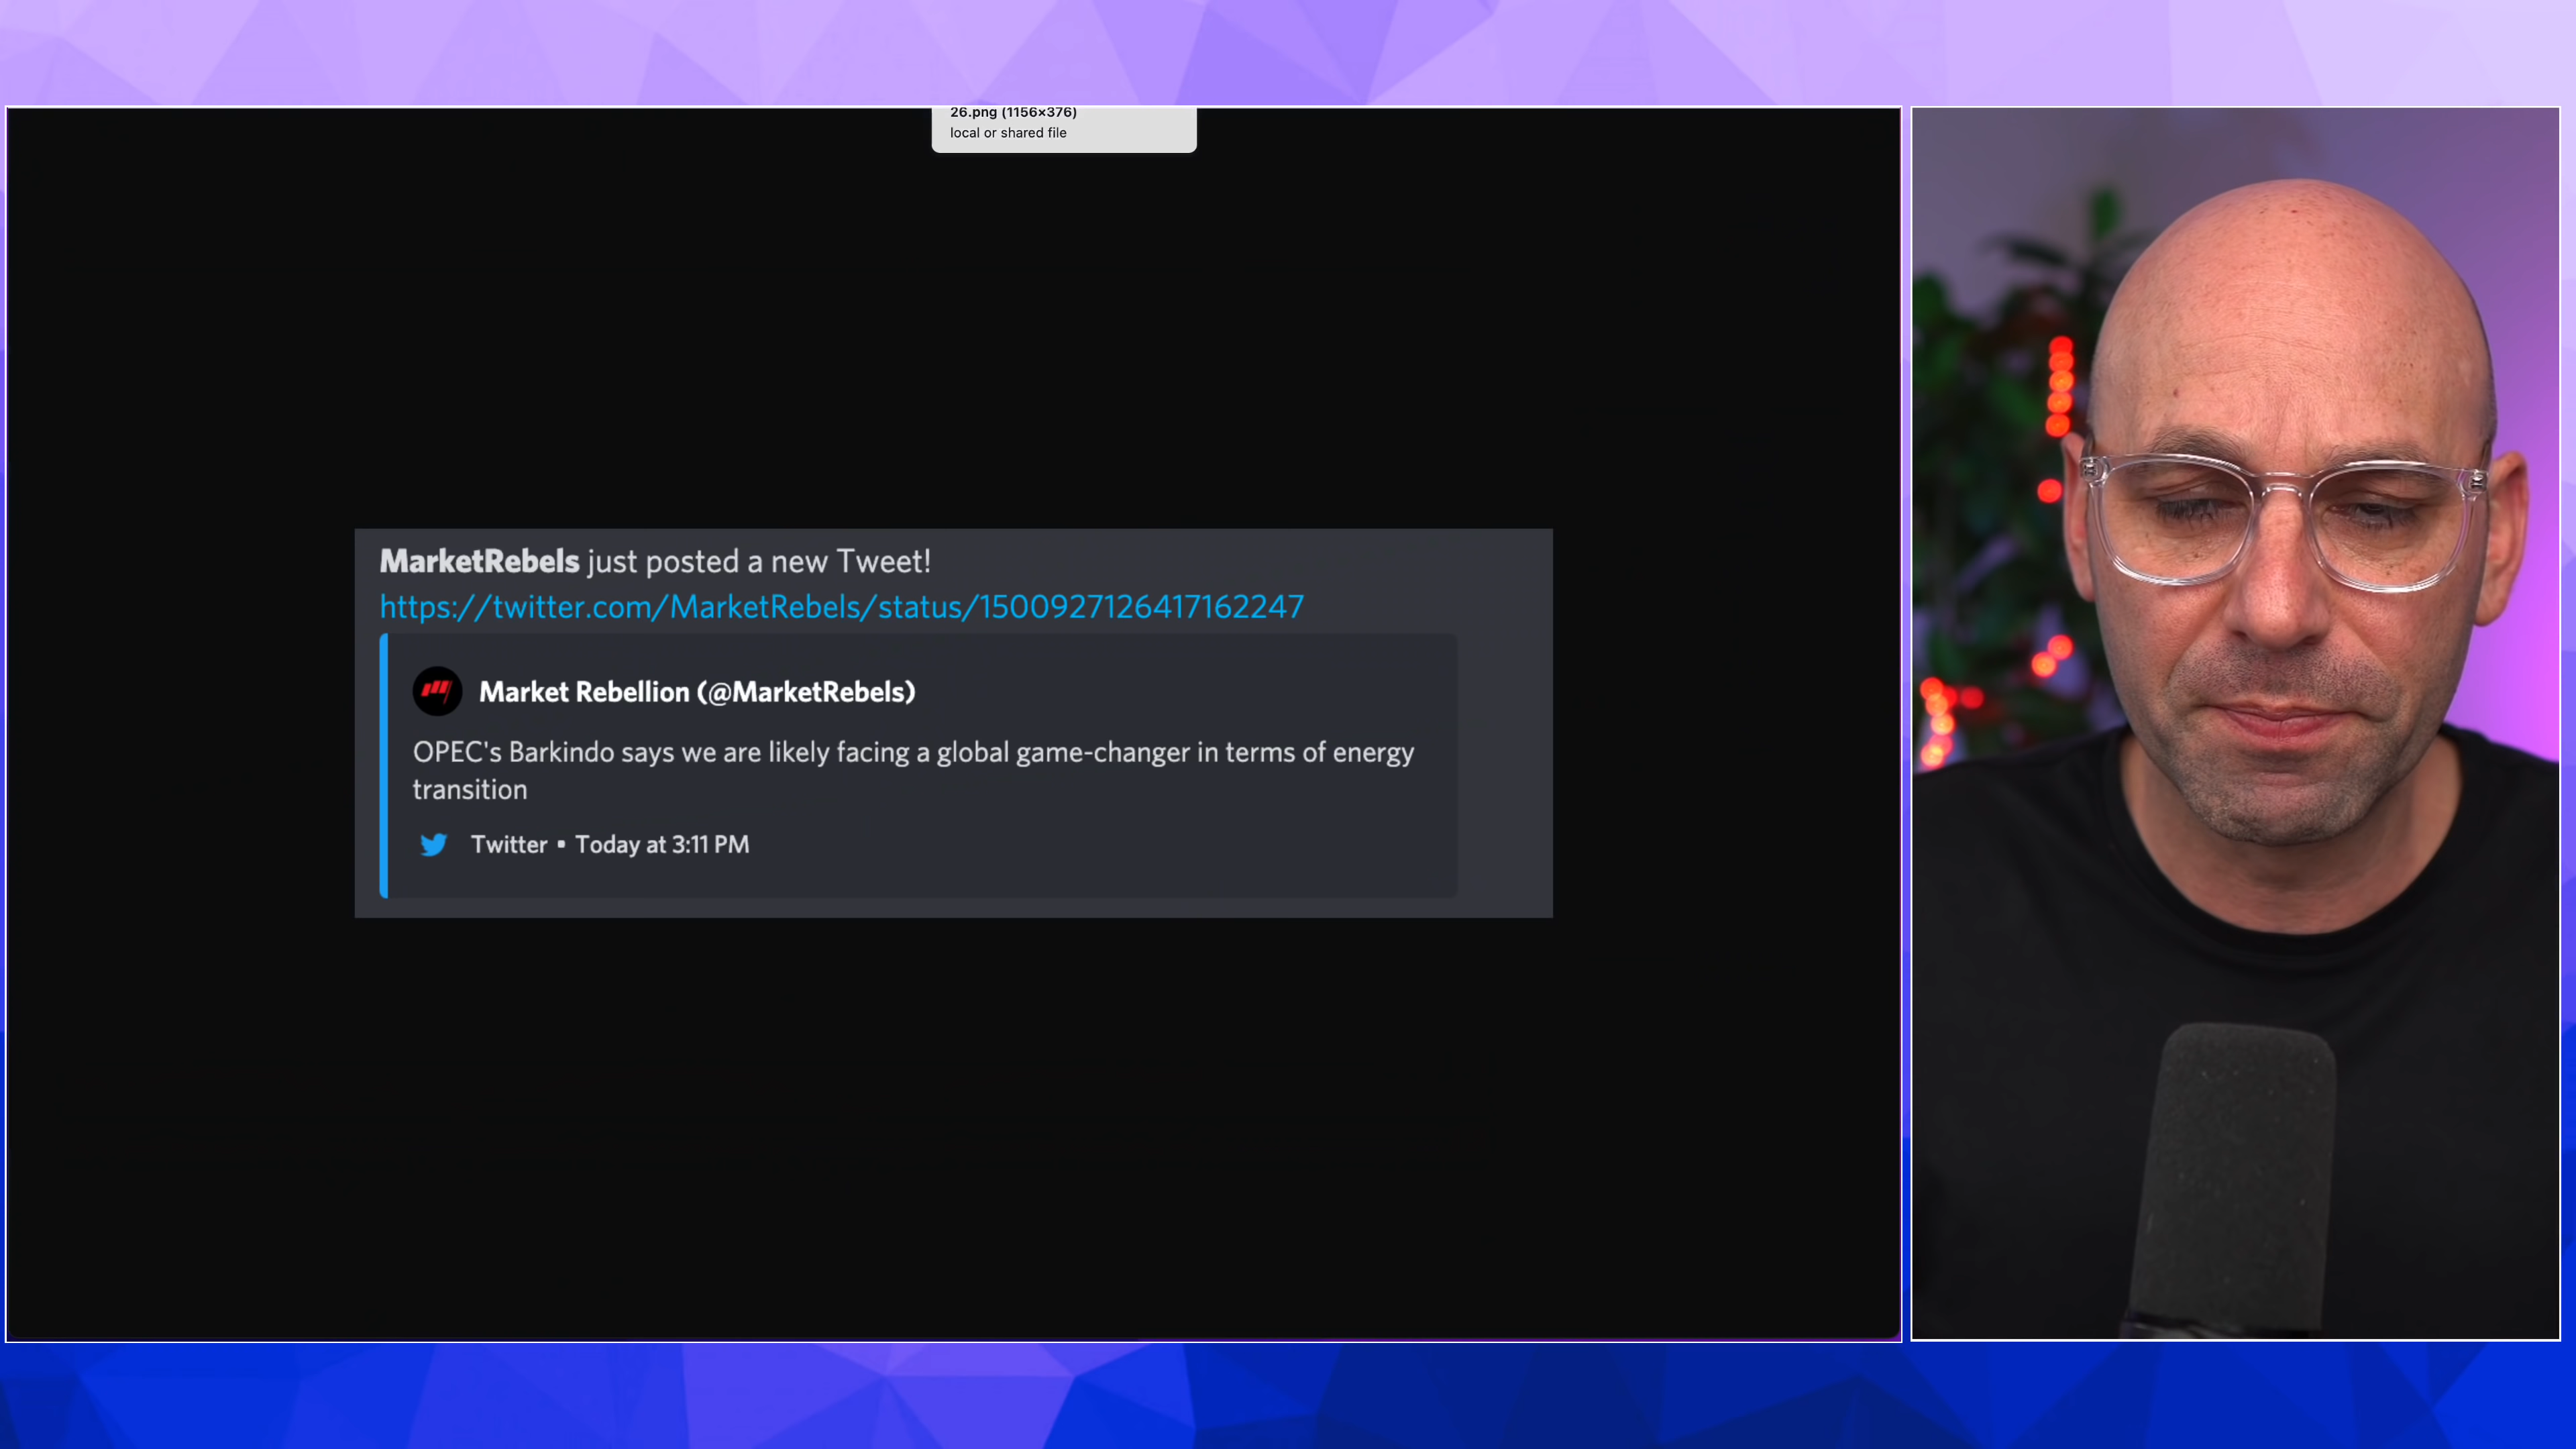 26.png (1156×376)
local or shared file
MarketRebels just posted a new Tweet!
https://twitter.com/MarketRebels/status/1500927126417162247
Market Rebellion (@MarketRebels)
OPEC's Barkindo says we are likely facing a global game-changer in terms of energy
transition
Twitter • Today at 3:11 PM